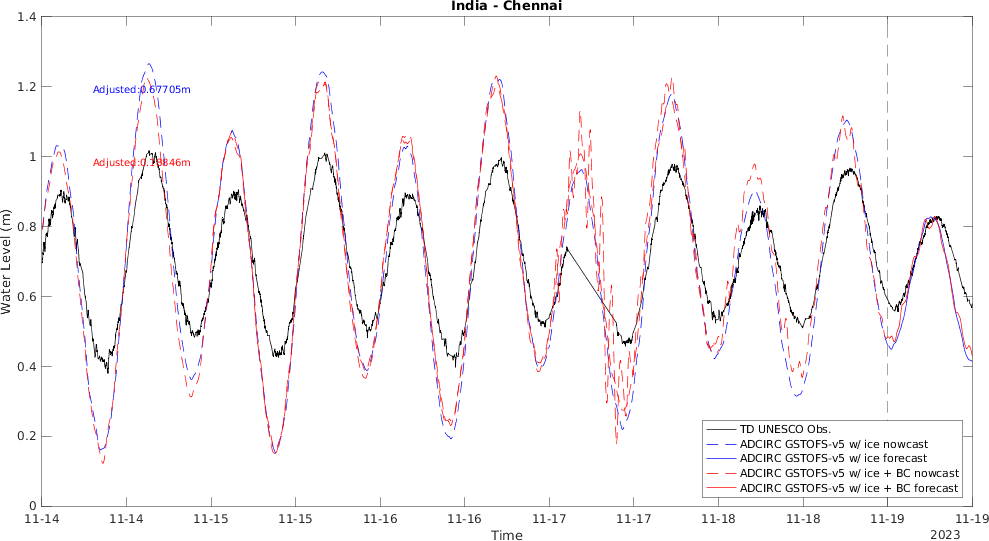 India - Chennai
1.4
1.2
1
0.8
0.6
0.4
0.2
0
Water Level (m)
Adjusted:0.67705m
TD UNESCO Obs.
ADCIRC GSTOFS-v5 w/ ice nowcast
ADCIRC GSTOFS-v5 w/ ice forecast
ADCIRC GSTOFS-v5 w/ ice + BC nowcast
ADCIRC GSTOFS-v5 w/ ice + BC forecast
11-14 11-14 11-15 11-15 11-16 11-16 11-17 11-17 11-18 11-18 11-19 11-19
Time
2023